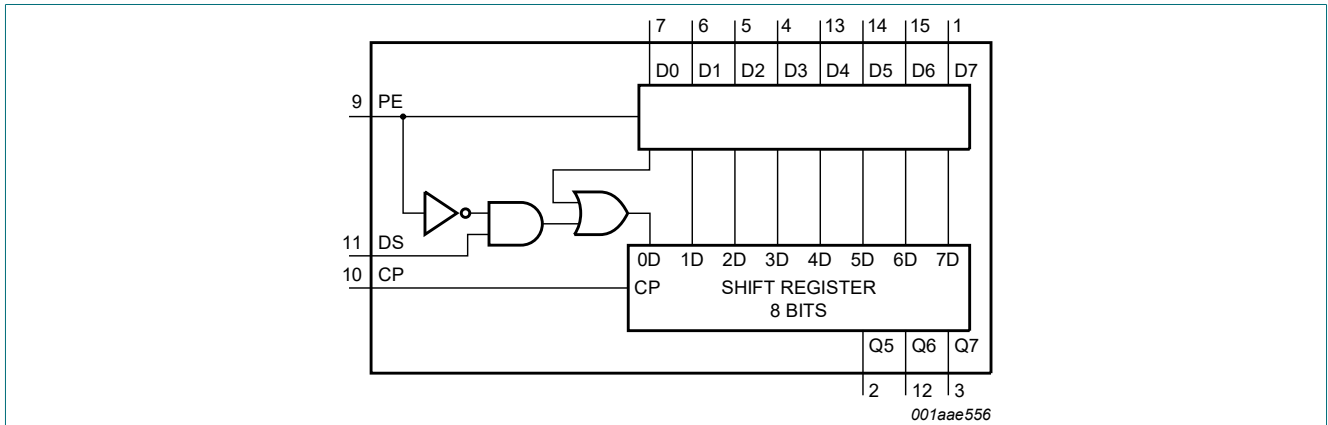 7 6 5 4 13 14 15 1
D0 D1 D2 D3 D4 D5 D6 D7
9 PE
11 DS
10 CP
0D 1D 2D 3D 4D 5D 6D 7D
CP SHIFT REGISTER
8 BITS
Q5 Q6 Q7
2 12 3
001aae556